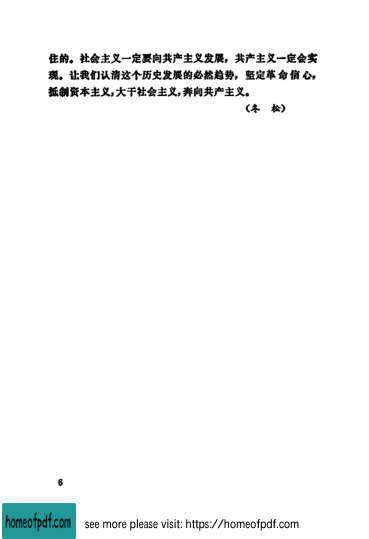 住的。社会主义一定要向共产主义发展，共产主义一定会实
现。让我们认清这个历史发展的必然趋势，坚定革命信心，
抵制资本主义，大干社会主义，奔向共产主义。
（冬　松）
6
homeofpdf.com
see more please visit: https://homeofpdf.com